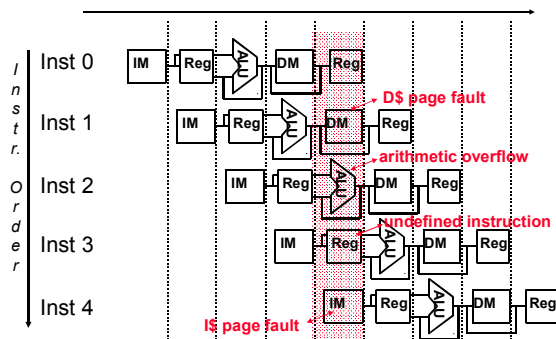 Inst 0
IM
Reg
ALU
DM
Reg
D$ page fault
Inst 1
IM
Reg
ALU
DM
Reg
arithmetic overflow
Inst 2
IM
Reg
ALU
DM
Reg
undefined instruction
Inst 3
IM
Reg
ALU
DM
Reg
Inst 4
IM
Reg
ALU
DM
Reg
I$ page fault
Instr. Order